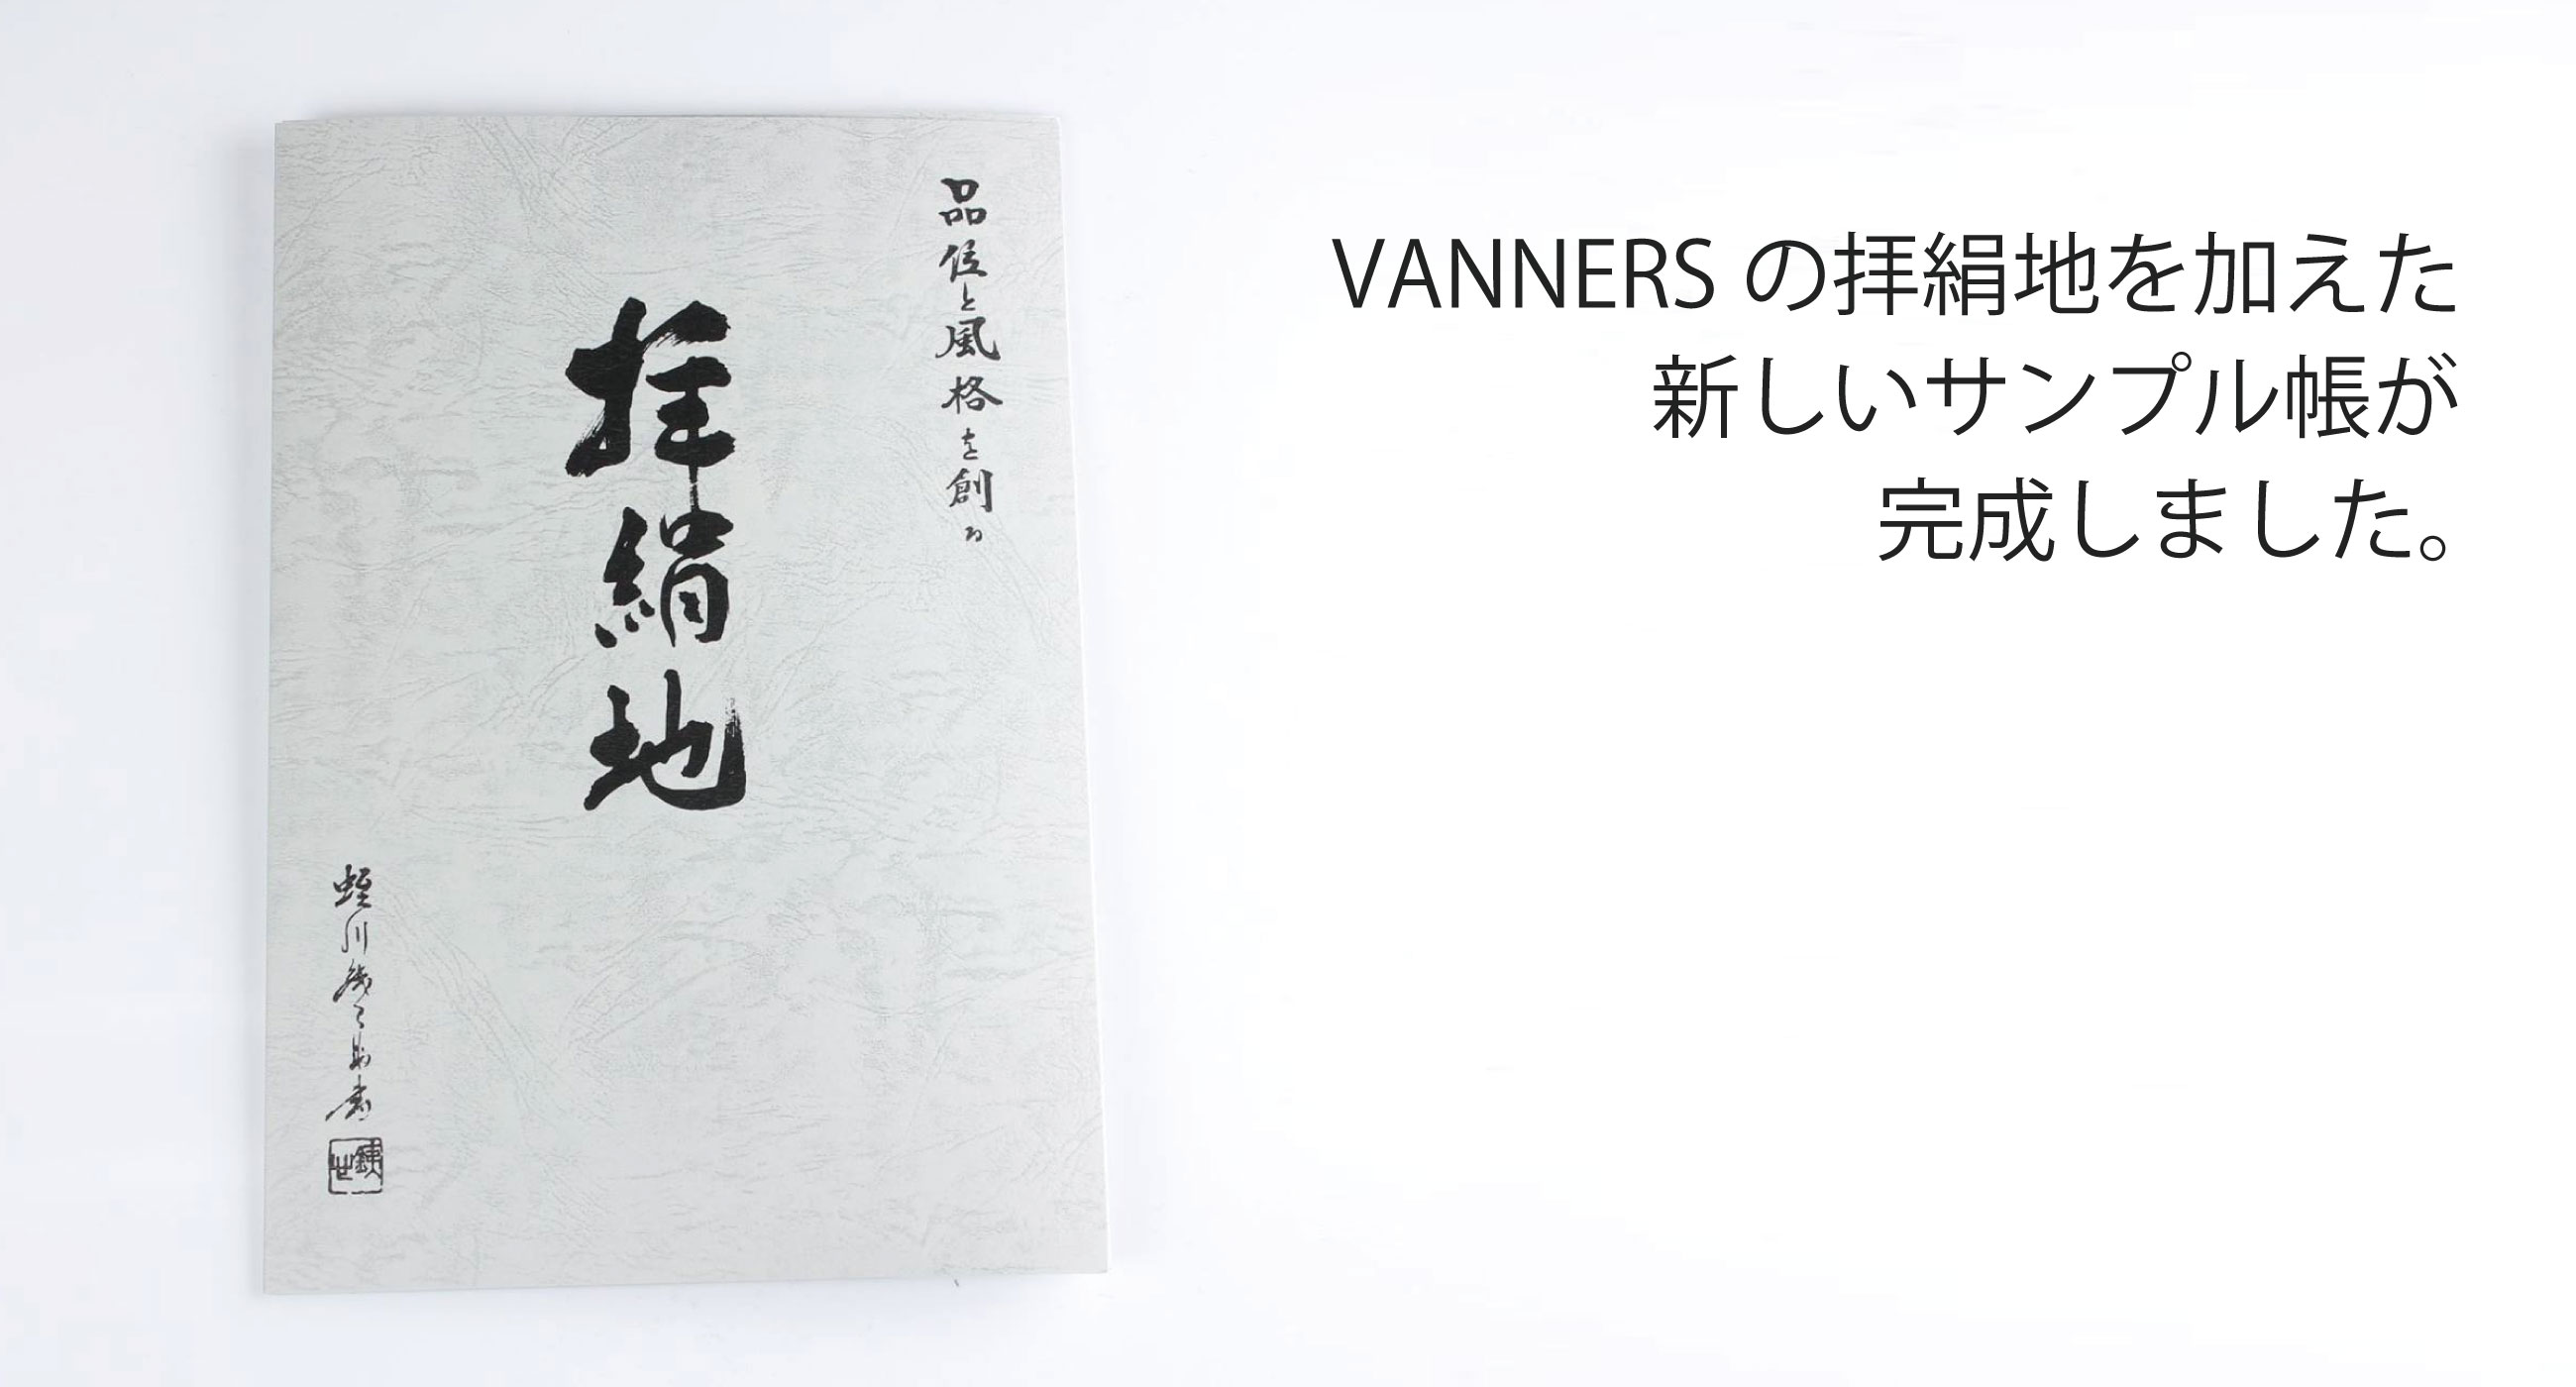 品位と風格を創る
拝絹地
VANNERS の拝絹地を加えた
新しいサンプル帳が
完成しました。